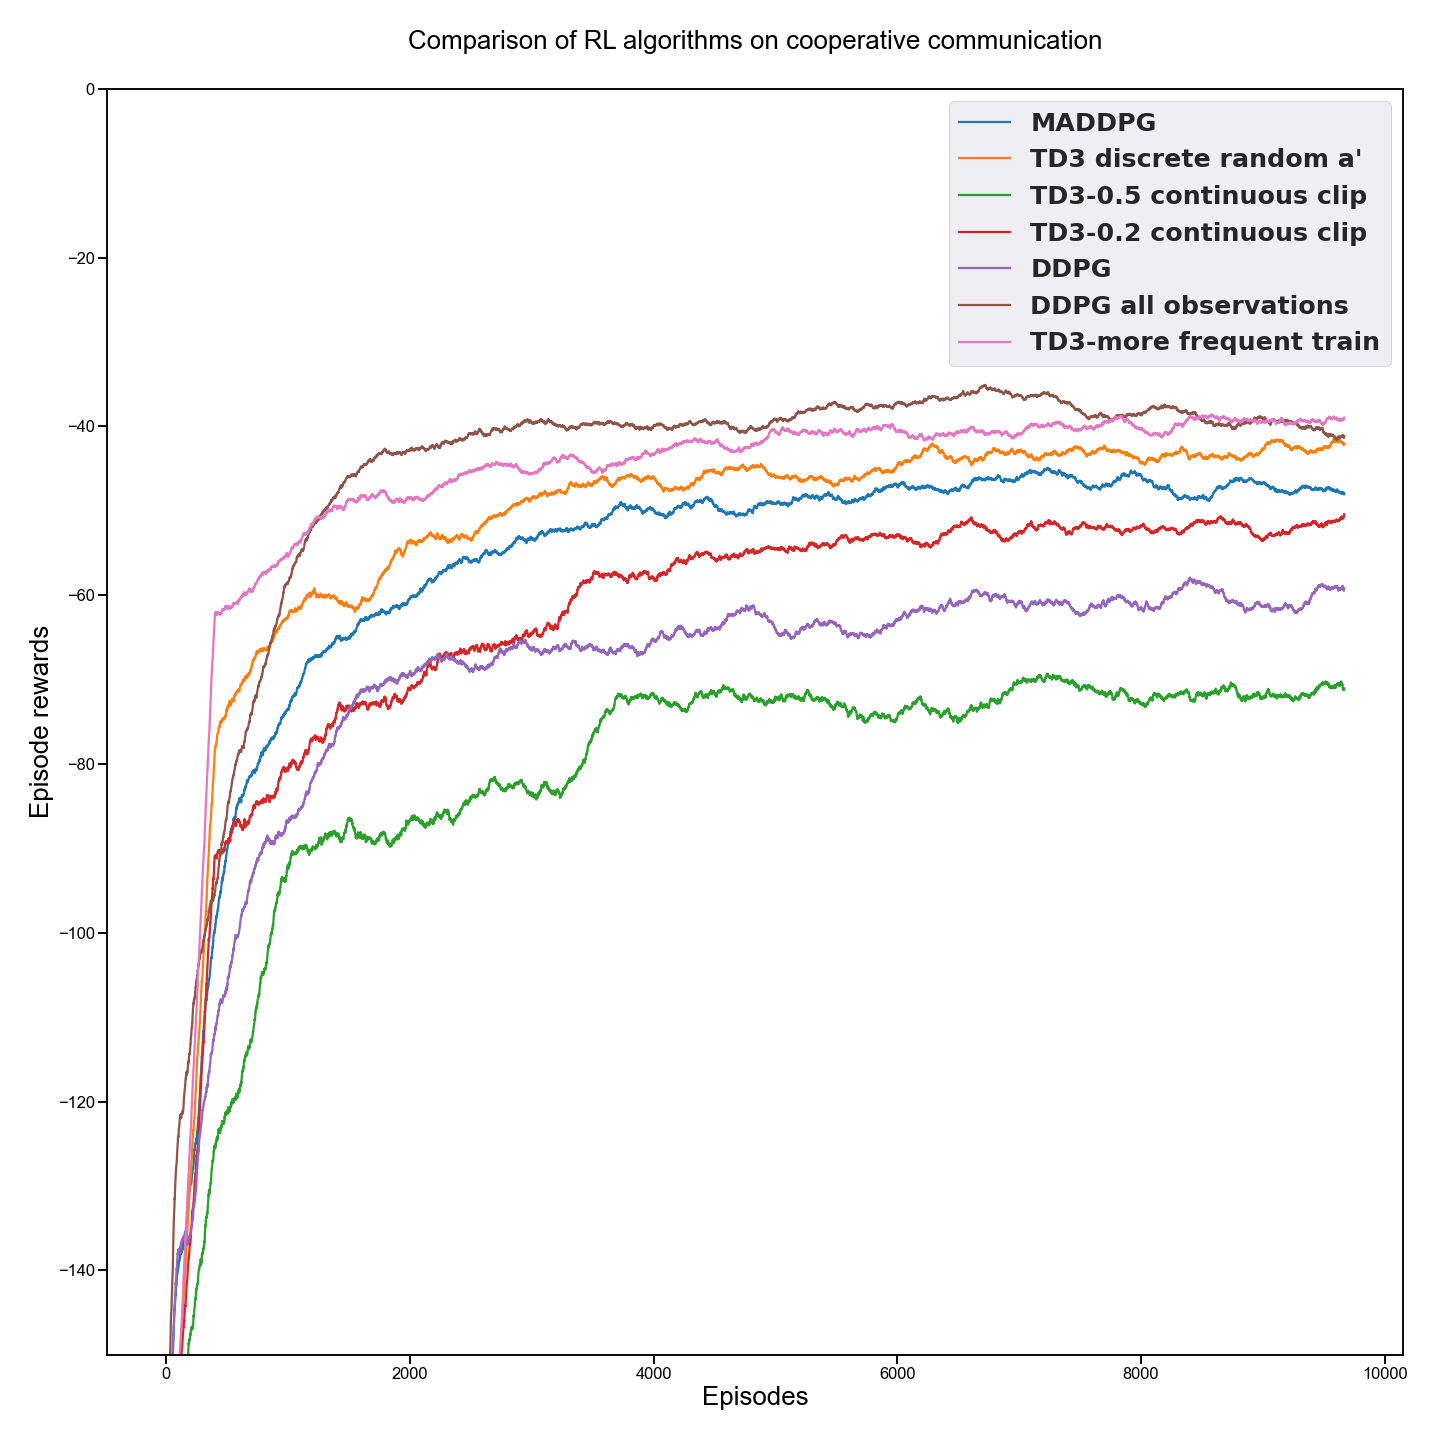 Comparison of RL algorithms on cooperative communication
0
−20
−40
−60
−80
−100
−120
−140
Episode rewards
MADDPG
TD3 discrete random a'
TD3-0.5 continuous clip
TD3-0.2 continuous clip
DDPG
DDPG all observations
TD3-more frequent train
0 2000 4000 6000 8000 10000
Episodes